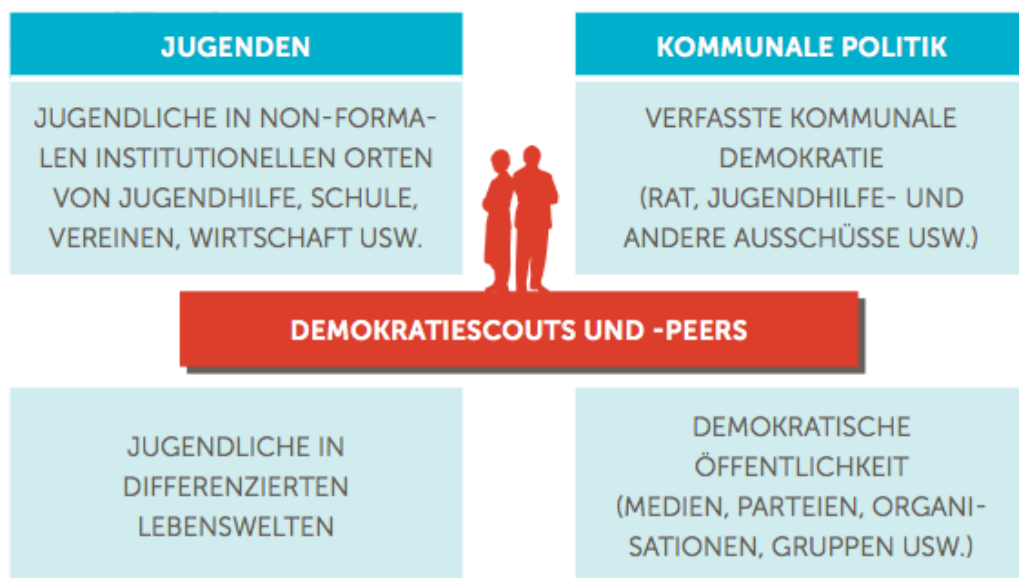 JUGENDEN
JUGENDLICHE IN NON-FORMA-
LEN INSTITUTIONELLEN ORTEN
VON JUGENDHILFE, SCHULE,
VEREINEN, WIRTSCHAFT USW.
KOMMUNALE POLITIK
VERFASSTE KOMMUNALE
DEMOKRATIE
(RAT, JUGENDHILFE- UND
ANDERE AUSSCHÜSSE USW.)
DEMOKRATIESCOUTS UND -PEERS
JUGENDLICHE IN
DIFFERENZIERTEN
LEBENSWELTEN
DEMOKRATISCHE
ÖFFENTLICHKEIT
(MEDIEN, PARTEIEN, ORGANI-
SATIONEN, GRUPPEN USW.)